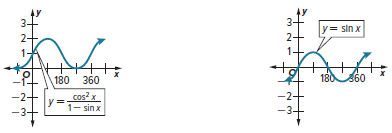 y
3
2
1
O
180 360 x
−1
−2
−3
y = cos² x / 1 − sin x
y
3
2
1
y = sin x
O
180 360 x
−2
−3